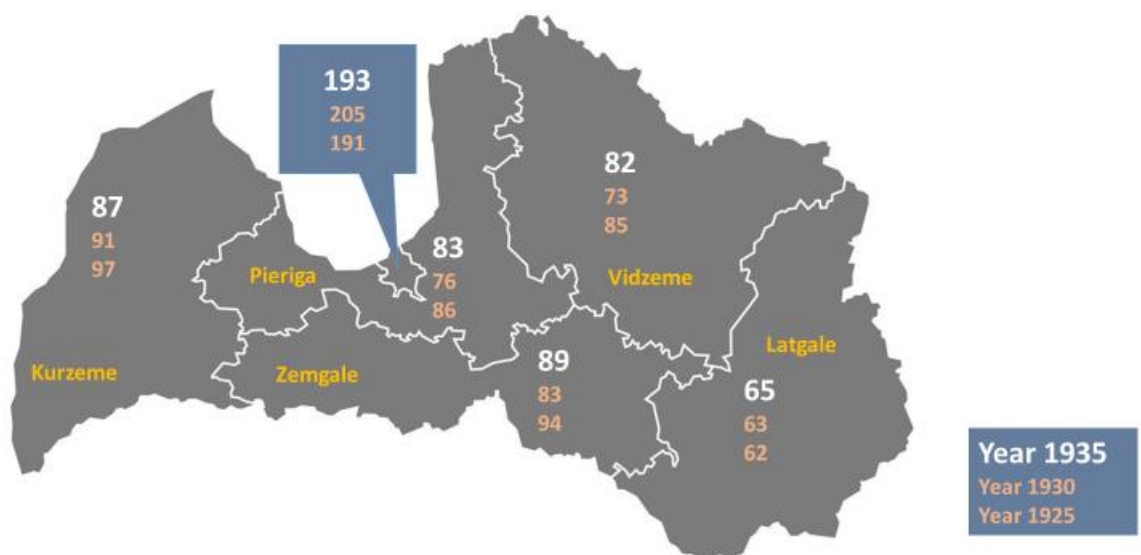 193
205
191
87
91
97
Kurzeme
Pieriga
83
76
86
Zemgale
82
73
85
Vidzeme
89
83
94
Latgale
65
63
62
Year 1935
Year 1930
Year 1925